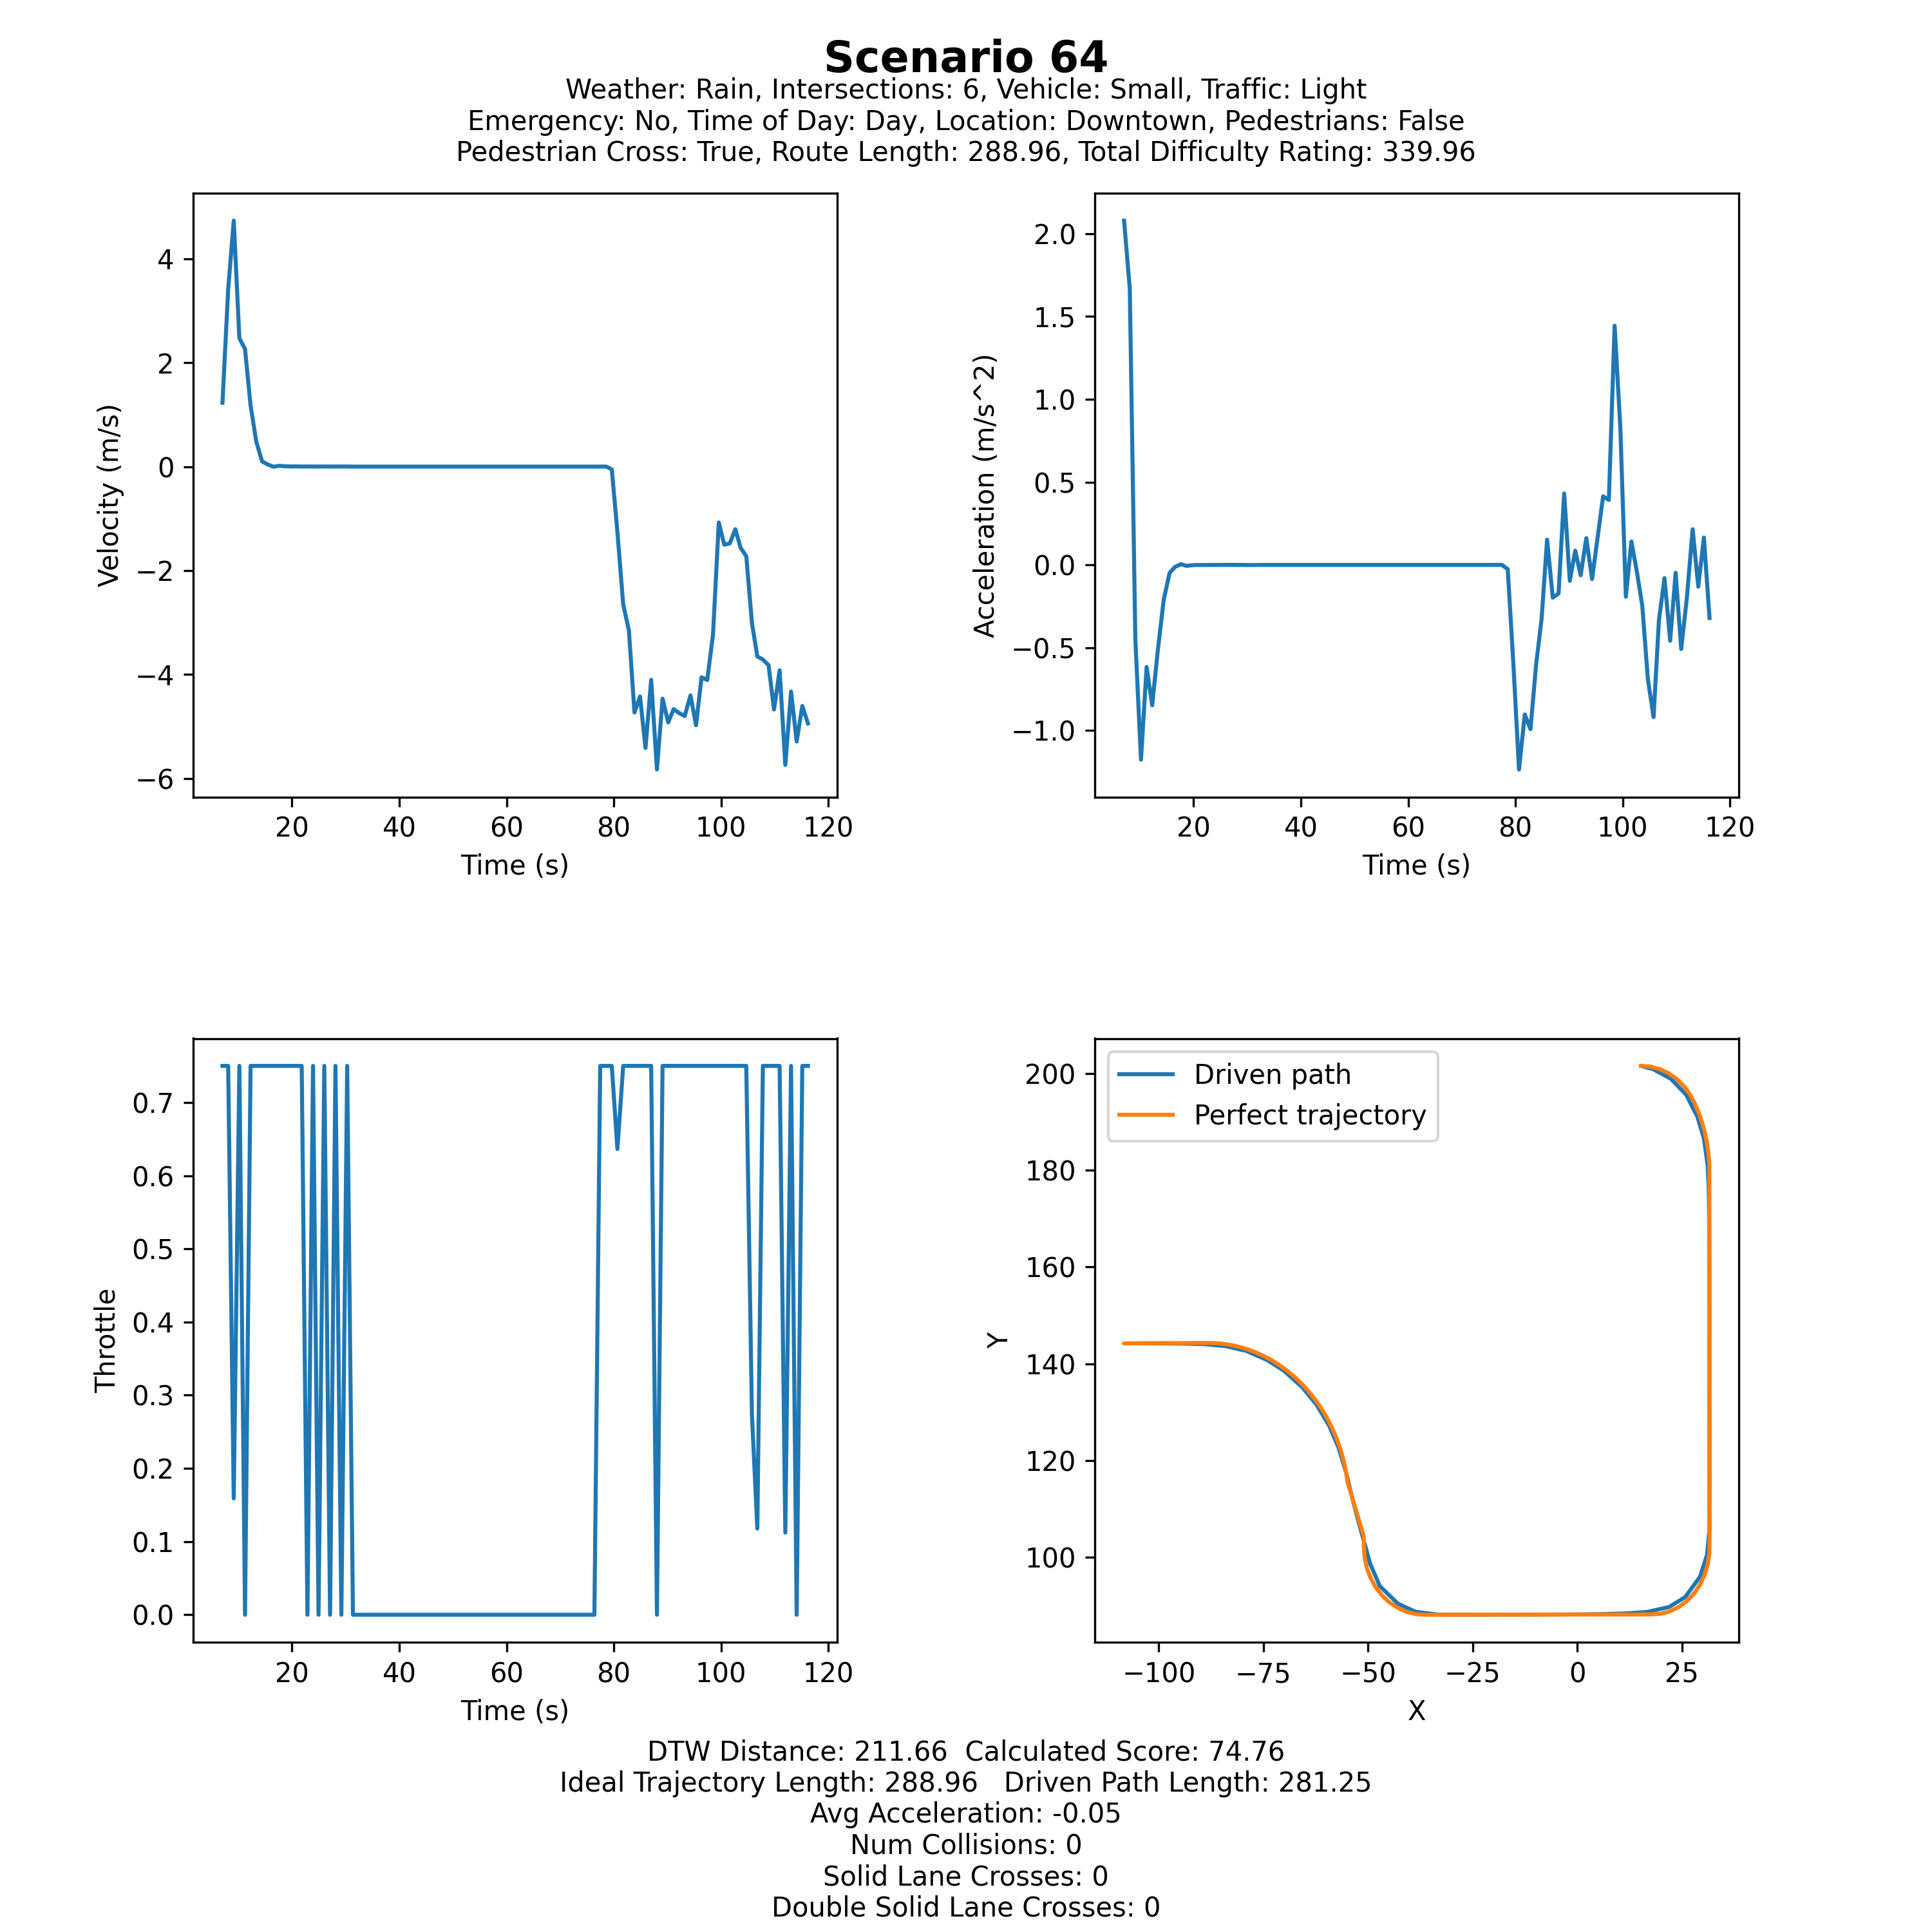 Scenario 64
Weather: Rain, Intersections: 6, Vehicle: Small, Traffic: Light
Emergency: No, Time of Day: Day, Location: Downtown, Pedestrians: False
Pedestrian Cross: True, Route Length: 288.96, Total Difficulty Rating: 339.96
Velocity (m/s)
4
2
0
−2
−4
−6
20 40 60 80 100 120
Time (s)
Acceleration (m/s^2)
2.0
1.5
1.0
0.5
0.0
−0.5
−1.0
20 40 60 80 100 120
Time (s)
Throttle
0.7
0.6
0.5
0.4
0.3
0.2
0.1
0.0
20 40 60 80 100 120
Time (s)
Driven path
Perfect trajectory
Y
200
180
160
140
120
100
−100 −75 −50 −25 0 25
X
DTW Distance: 211.66 Calculated Score: 74.76
Ideal Trajectory Length: 288.96 Driven Path Length: 281.25
Avg Acceleration: -0.05
Num Collisions: 0
Solid Lane Crosses: 0
Double Solid Lane Crosses: 0